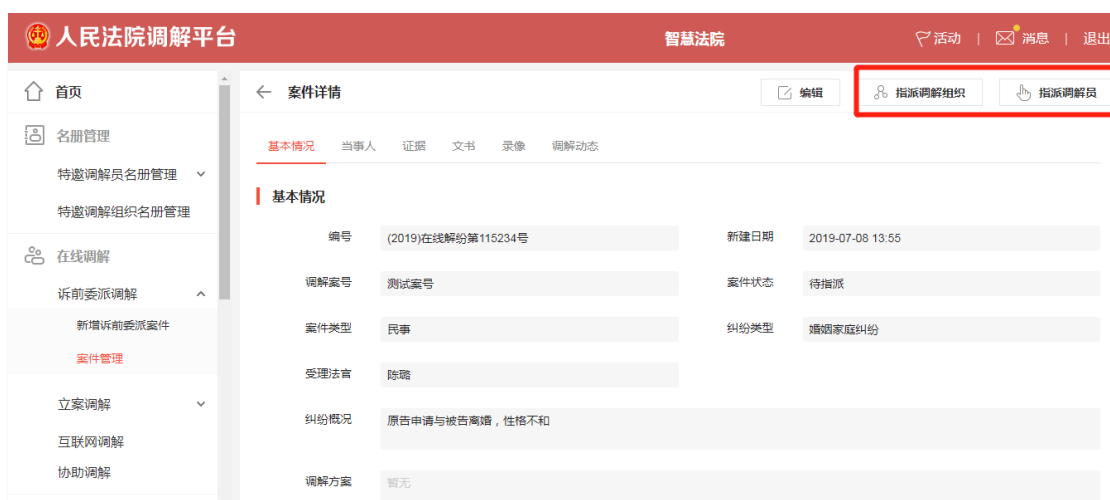 人民法院调解平台 智慧法院 活动 | 消息 | 退出
首页
名册管理
特邀调解员名册管理
特邀调解组织名册管理
在线调解
诉前委派调解
新增诉前委派案件
案件管理
立案调解
互联网调解
协助调解
案件详情 编辑 指派调解组织 指派调解员
基本情况 当事人 证据 文书 录像 调解动态
基本情况
编号 (2019)在线解纷第115234号 新建日期 2019-07-08 13:55
调解案号 测试案号 案件状态 待指派
案件类型 民事 纠纷类型 婚姻家庭纠纷
受理法官 陈璐
纠纷概况 原告申请与被告离婚，性格不和
调解方案 暂无